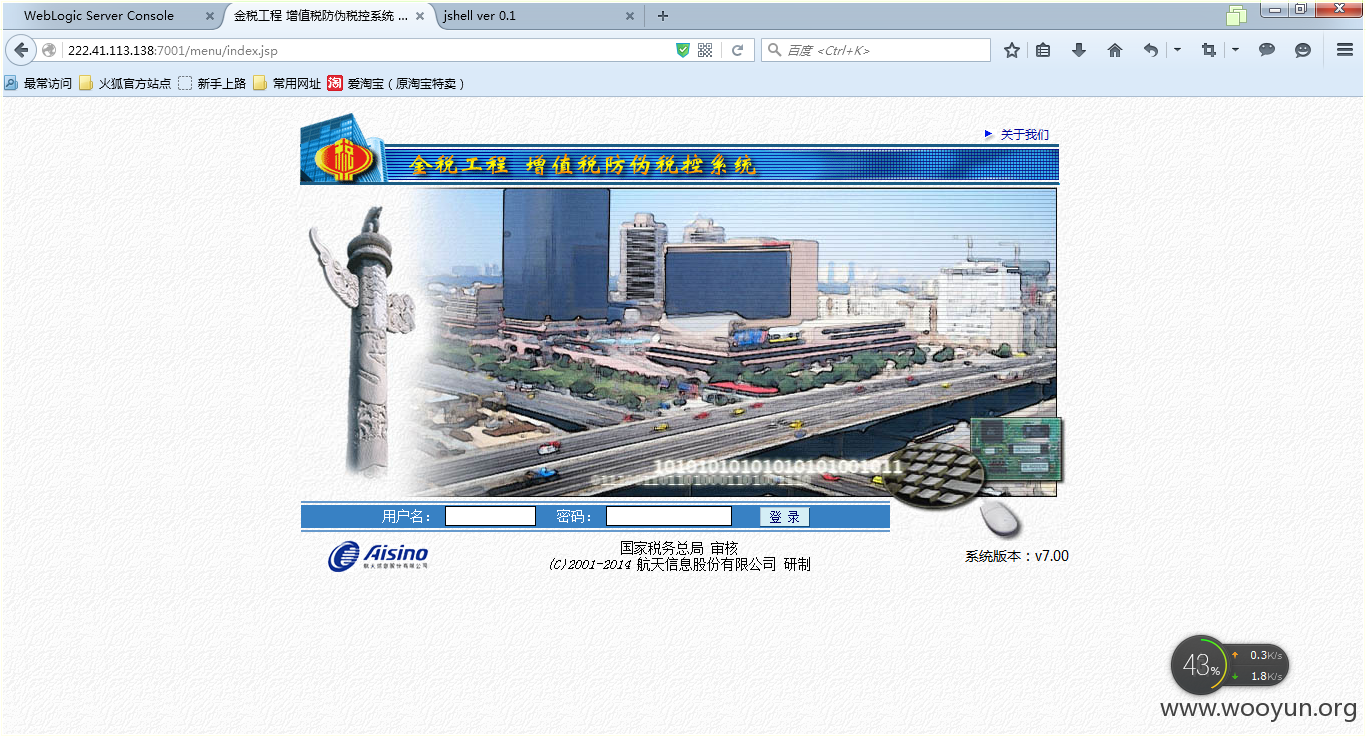 WebLogic Server Console
金税工程 增值税防伪税控系统 ...
jshell ver 0.1
222.41.113.138:7001/menu/index.jsp
百度 <Ctrl+K>
最常访问 火狐官方站点 新手上路 常用网址 淘 爱淘宝（原淘宝特卖）
关于我们
税
金税工程 增值税防伪税控系统
10101010101010101001011
用户名： 密码： 登 录
Aisino
航天信息股份有限公司
国家税务总局 审核
(C)2001-2014 航天信息股份有限公司 研制
系统版本：v7.00
43%
0.3K/s
1.8K/s
www.wooyun.org